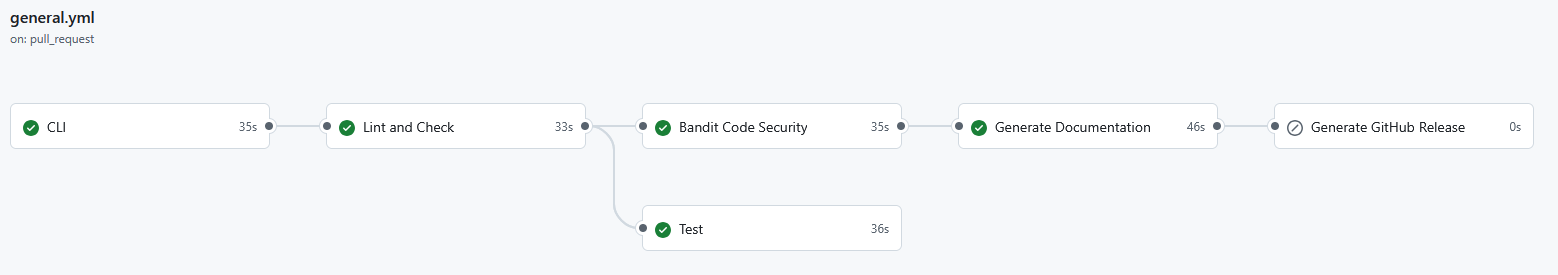 general.yml
on: pull_request
CLI 35s
Lint and Check 33s
Bandit Code Security 35s
Generate Documentation 46s
Generate GitHub Release 0s
Test 36s